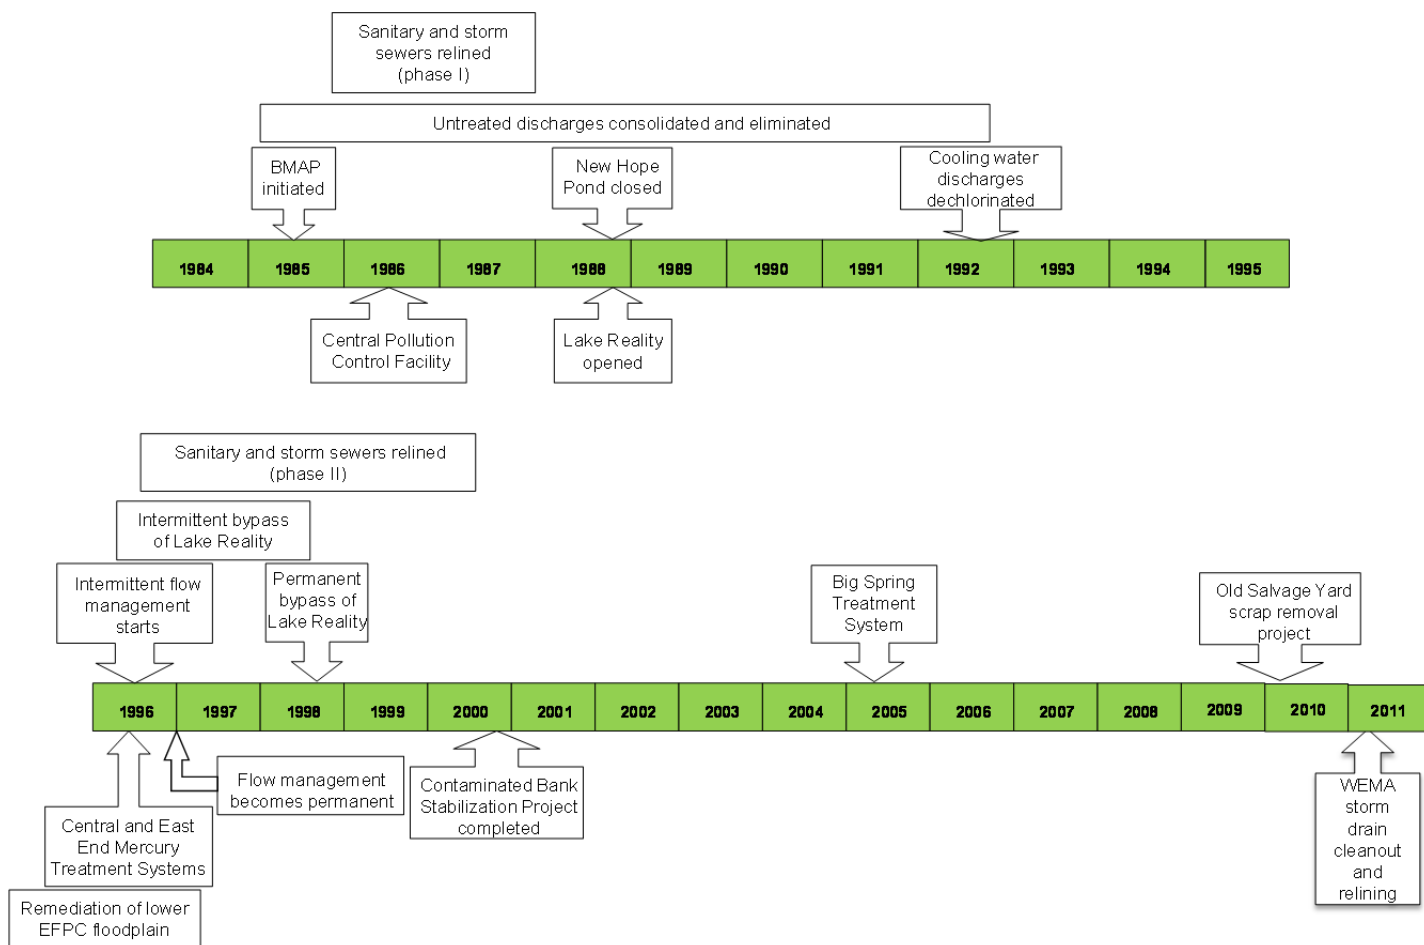 Sanitary and storm
sewers relined
(phase I)
Untreated discharges consolidated and eliminated
BMAP
initiated
New Hope
Pond closed
Cooling water
discharges
dechlorinated
1984 1985 1986 1987 1988 1989 1990 1991 1992 1993 1994 1995
Central Pollution
Control Facility
Lake Reality
opened
Sanitary and storm sewers relined
(phase II)
Intermittent bypass
of Lake Reality
Intermittent flow
management
starts
Permanent
bypass of
Lake Reality
Big Spring
Treatment
System
Old Salvage Yard
scrap removal
project
1996 1997 1998 1999 2000 2001 2002 2003 2004 2005 2006 2007 2008 2009 2010 2011
Flow management
becomes permanent
Contaminated Bank
Stabilization Project
completed
WEMA
storm
drain
cleanout
and
relining
Central and East
End Mercury
Treatment Systems
Remediation of lower
EFPC floodplain